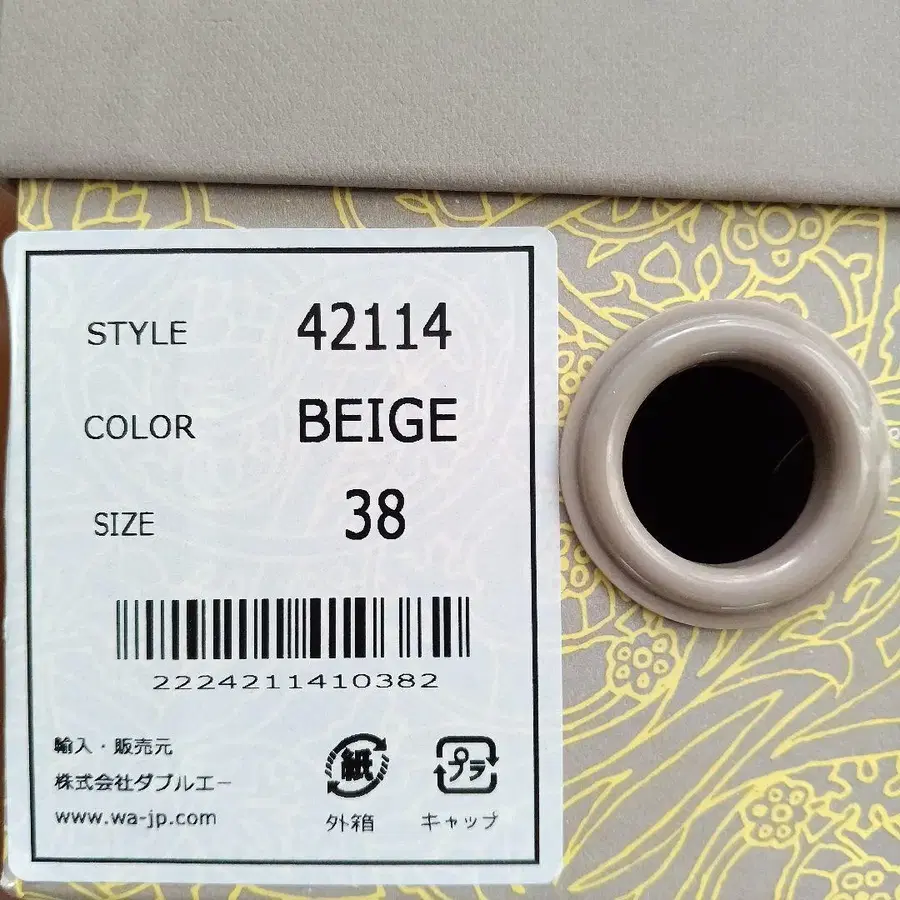 STYLE 42114
COLOR BEIGE
SIZE 38
2224211410382
輸入・販売元
株式会社ダブルエー
www.wa-jp.com
紙 プラ
外箱 キャップ